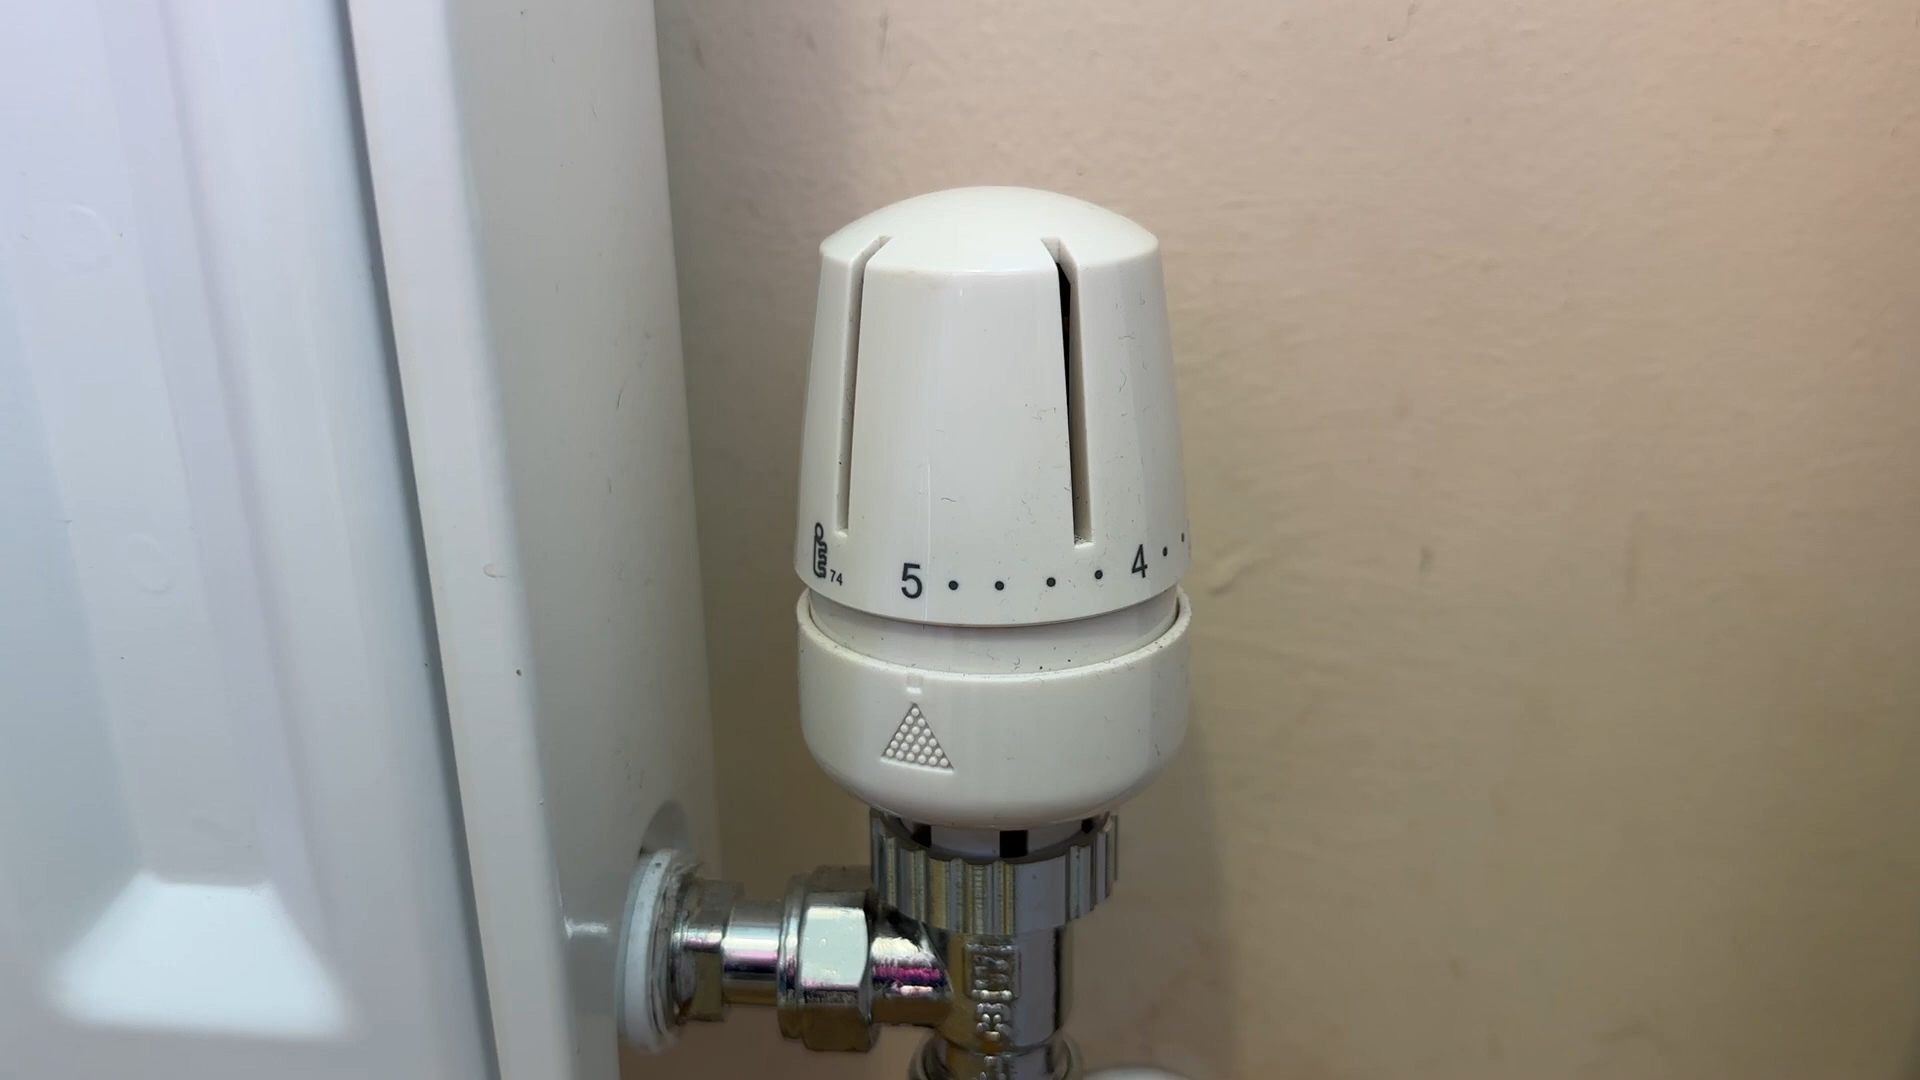 74
5 • • • • 4 • •